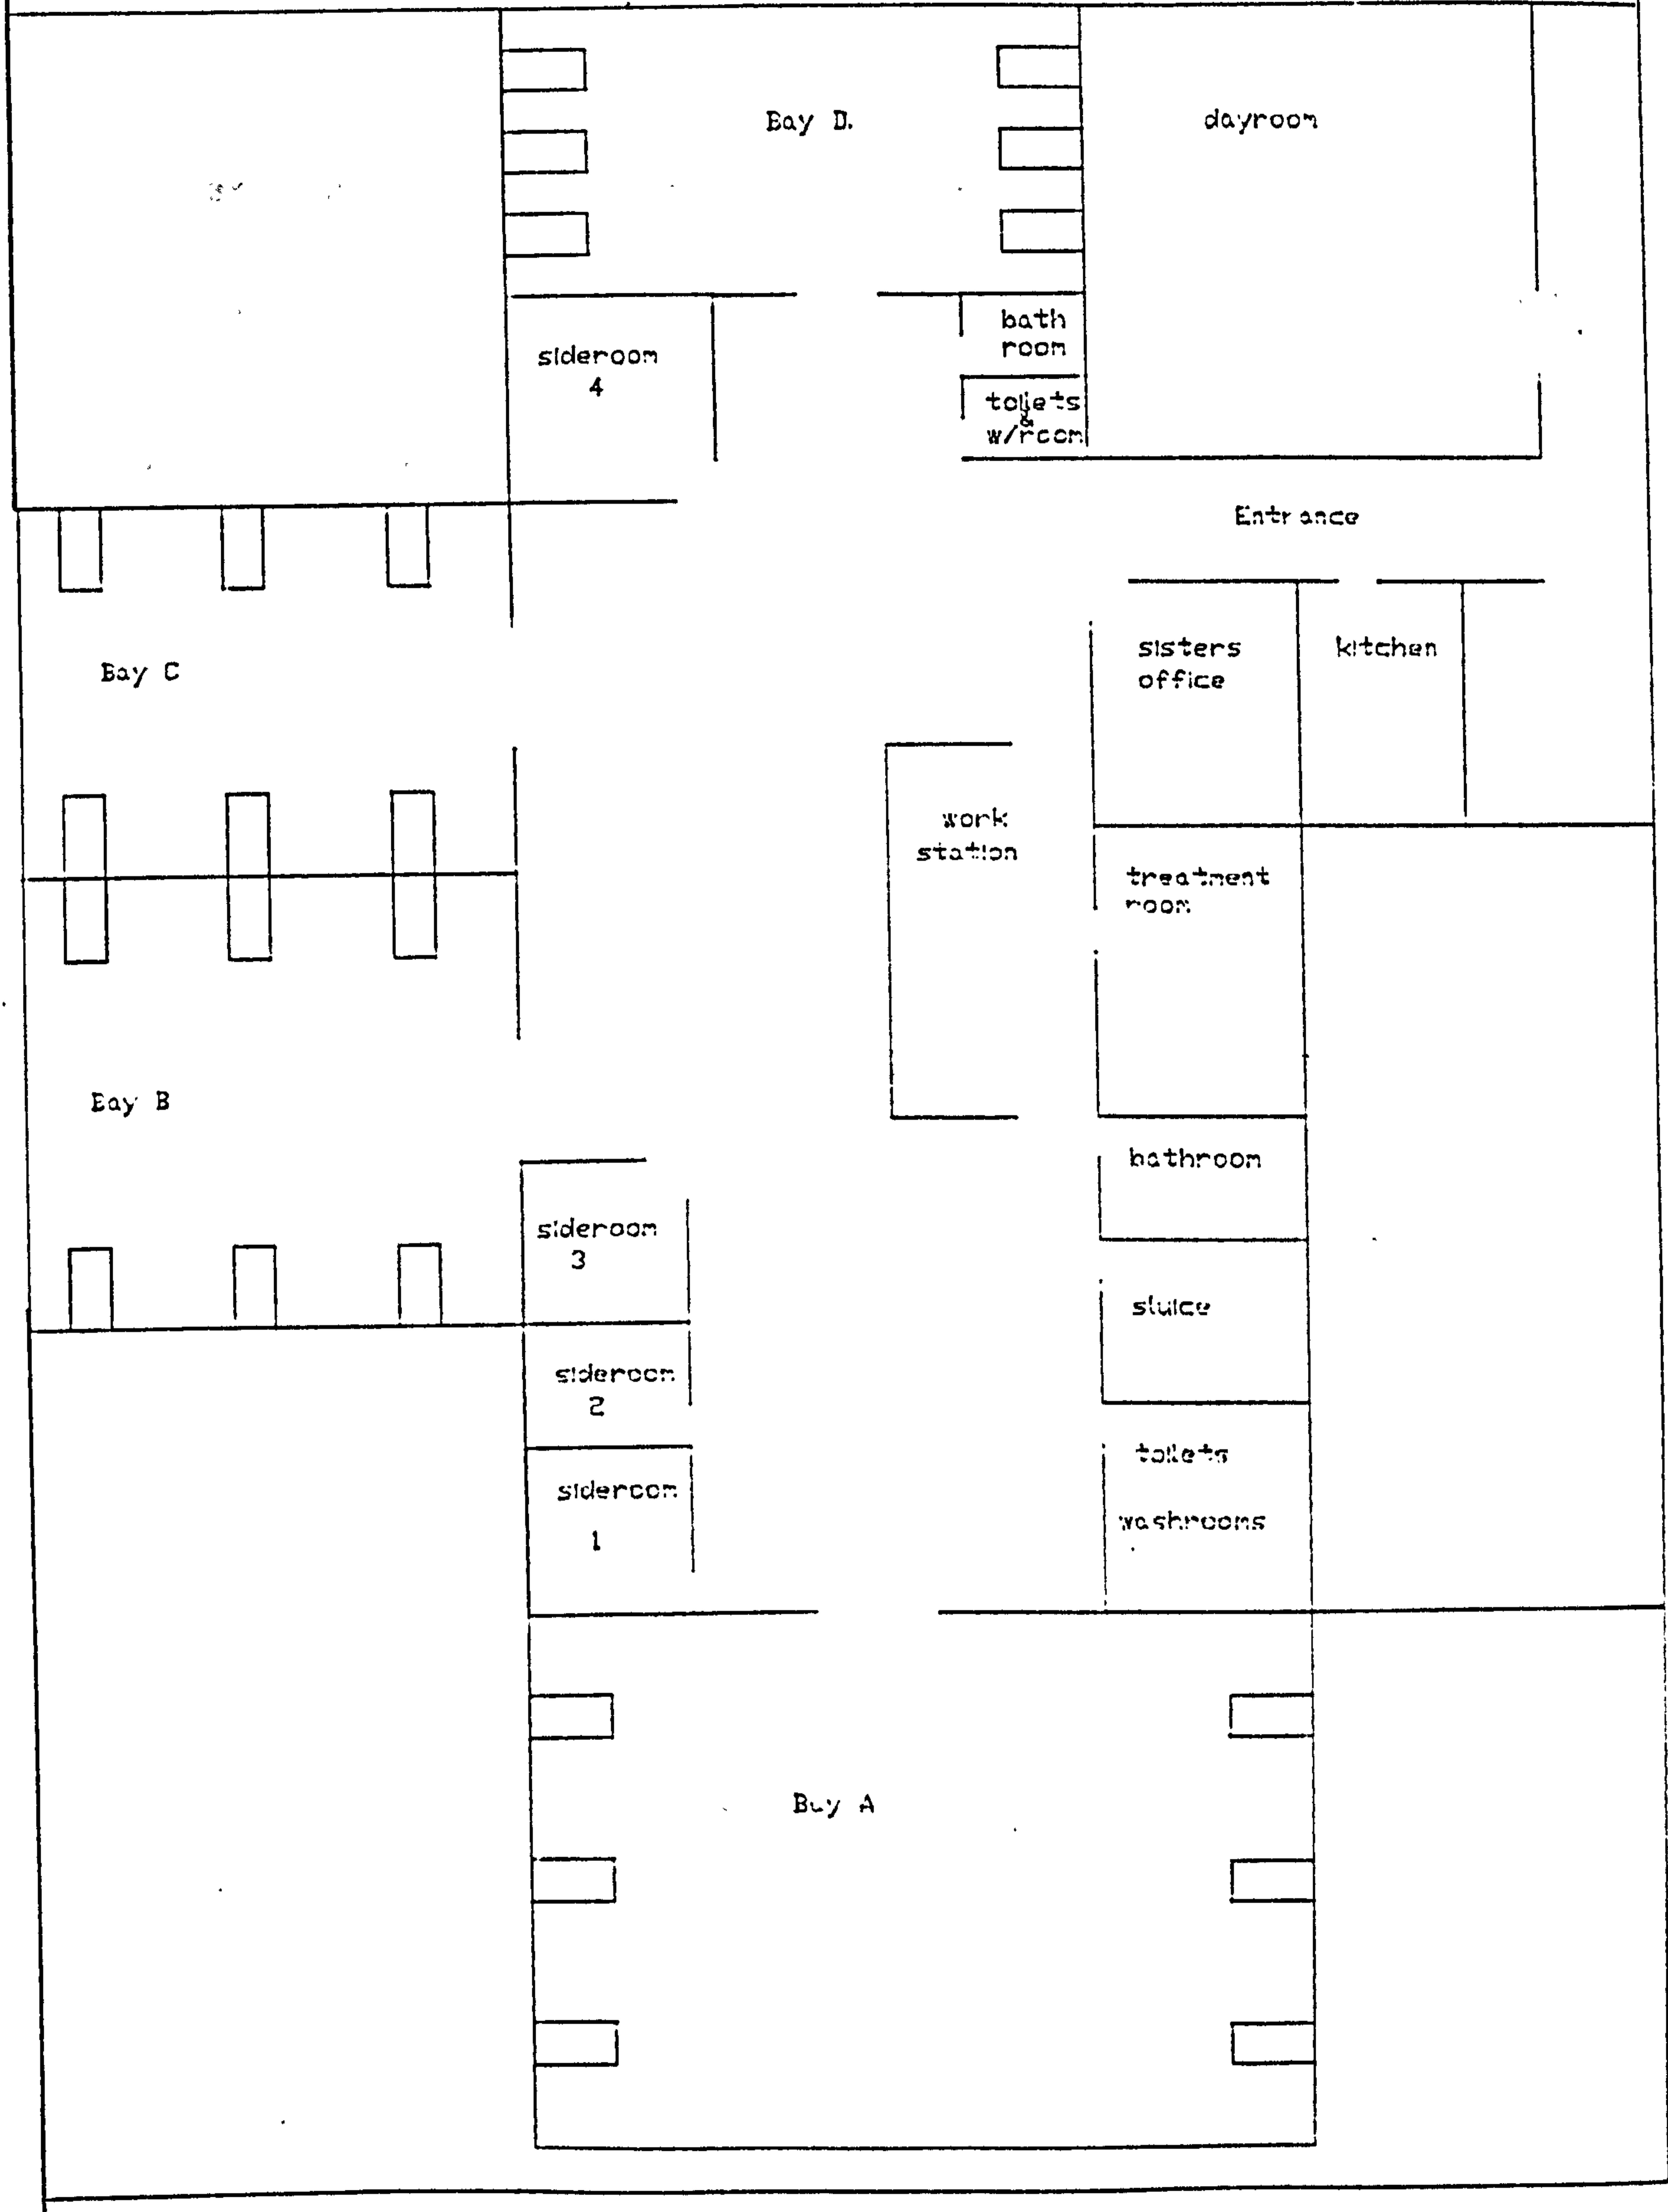 Bay D.
dayroom
bath
room
sideroom
4
toilets
&
w/room
Entrance
sisters
office
kitchen
Bay C
work
station
treatment
room
Bay B
bathroom
sideroom
3
sluice
sideroom
2
toilets
sideroom
1
washrooms
Bay A